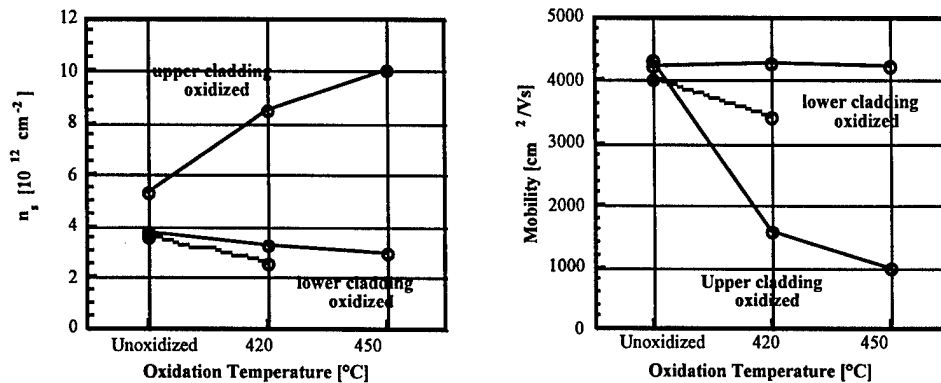 12
10
8
6
4
2
0
n_s [10^12 cm^-2]
upper cladding
oxidized
lower cladding
oxidized
Unoxidized 420 450
Oxidation Temperature [°C]
5000
4000
3000
2000
1000
0
Mobility [cm^2/Vs]
lower cladding
oxidized
Upper cladding
oxidized
Unoxidized 420 450
Oxidation Temperature [°C]